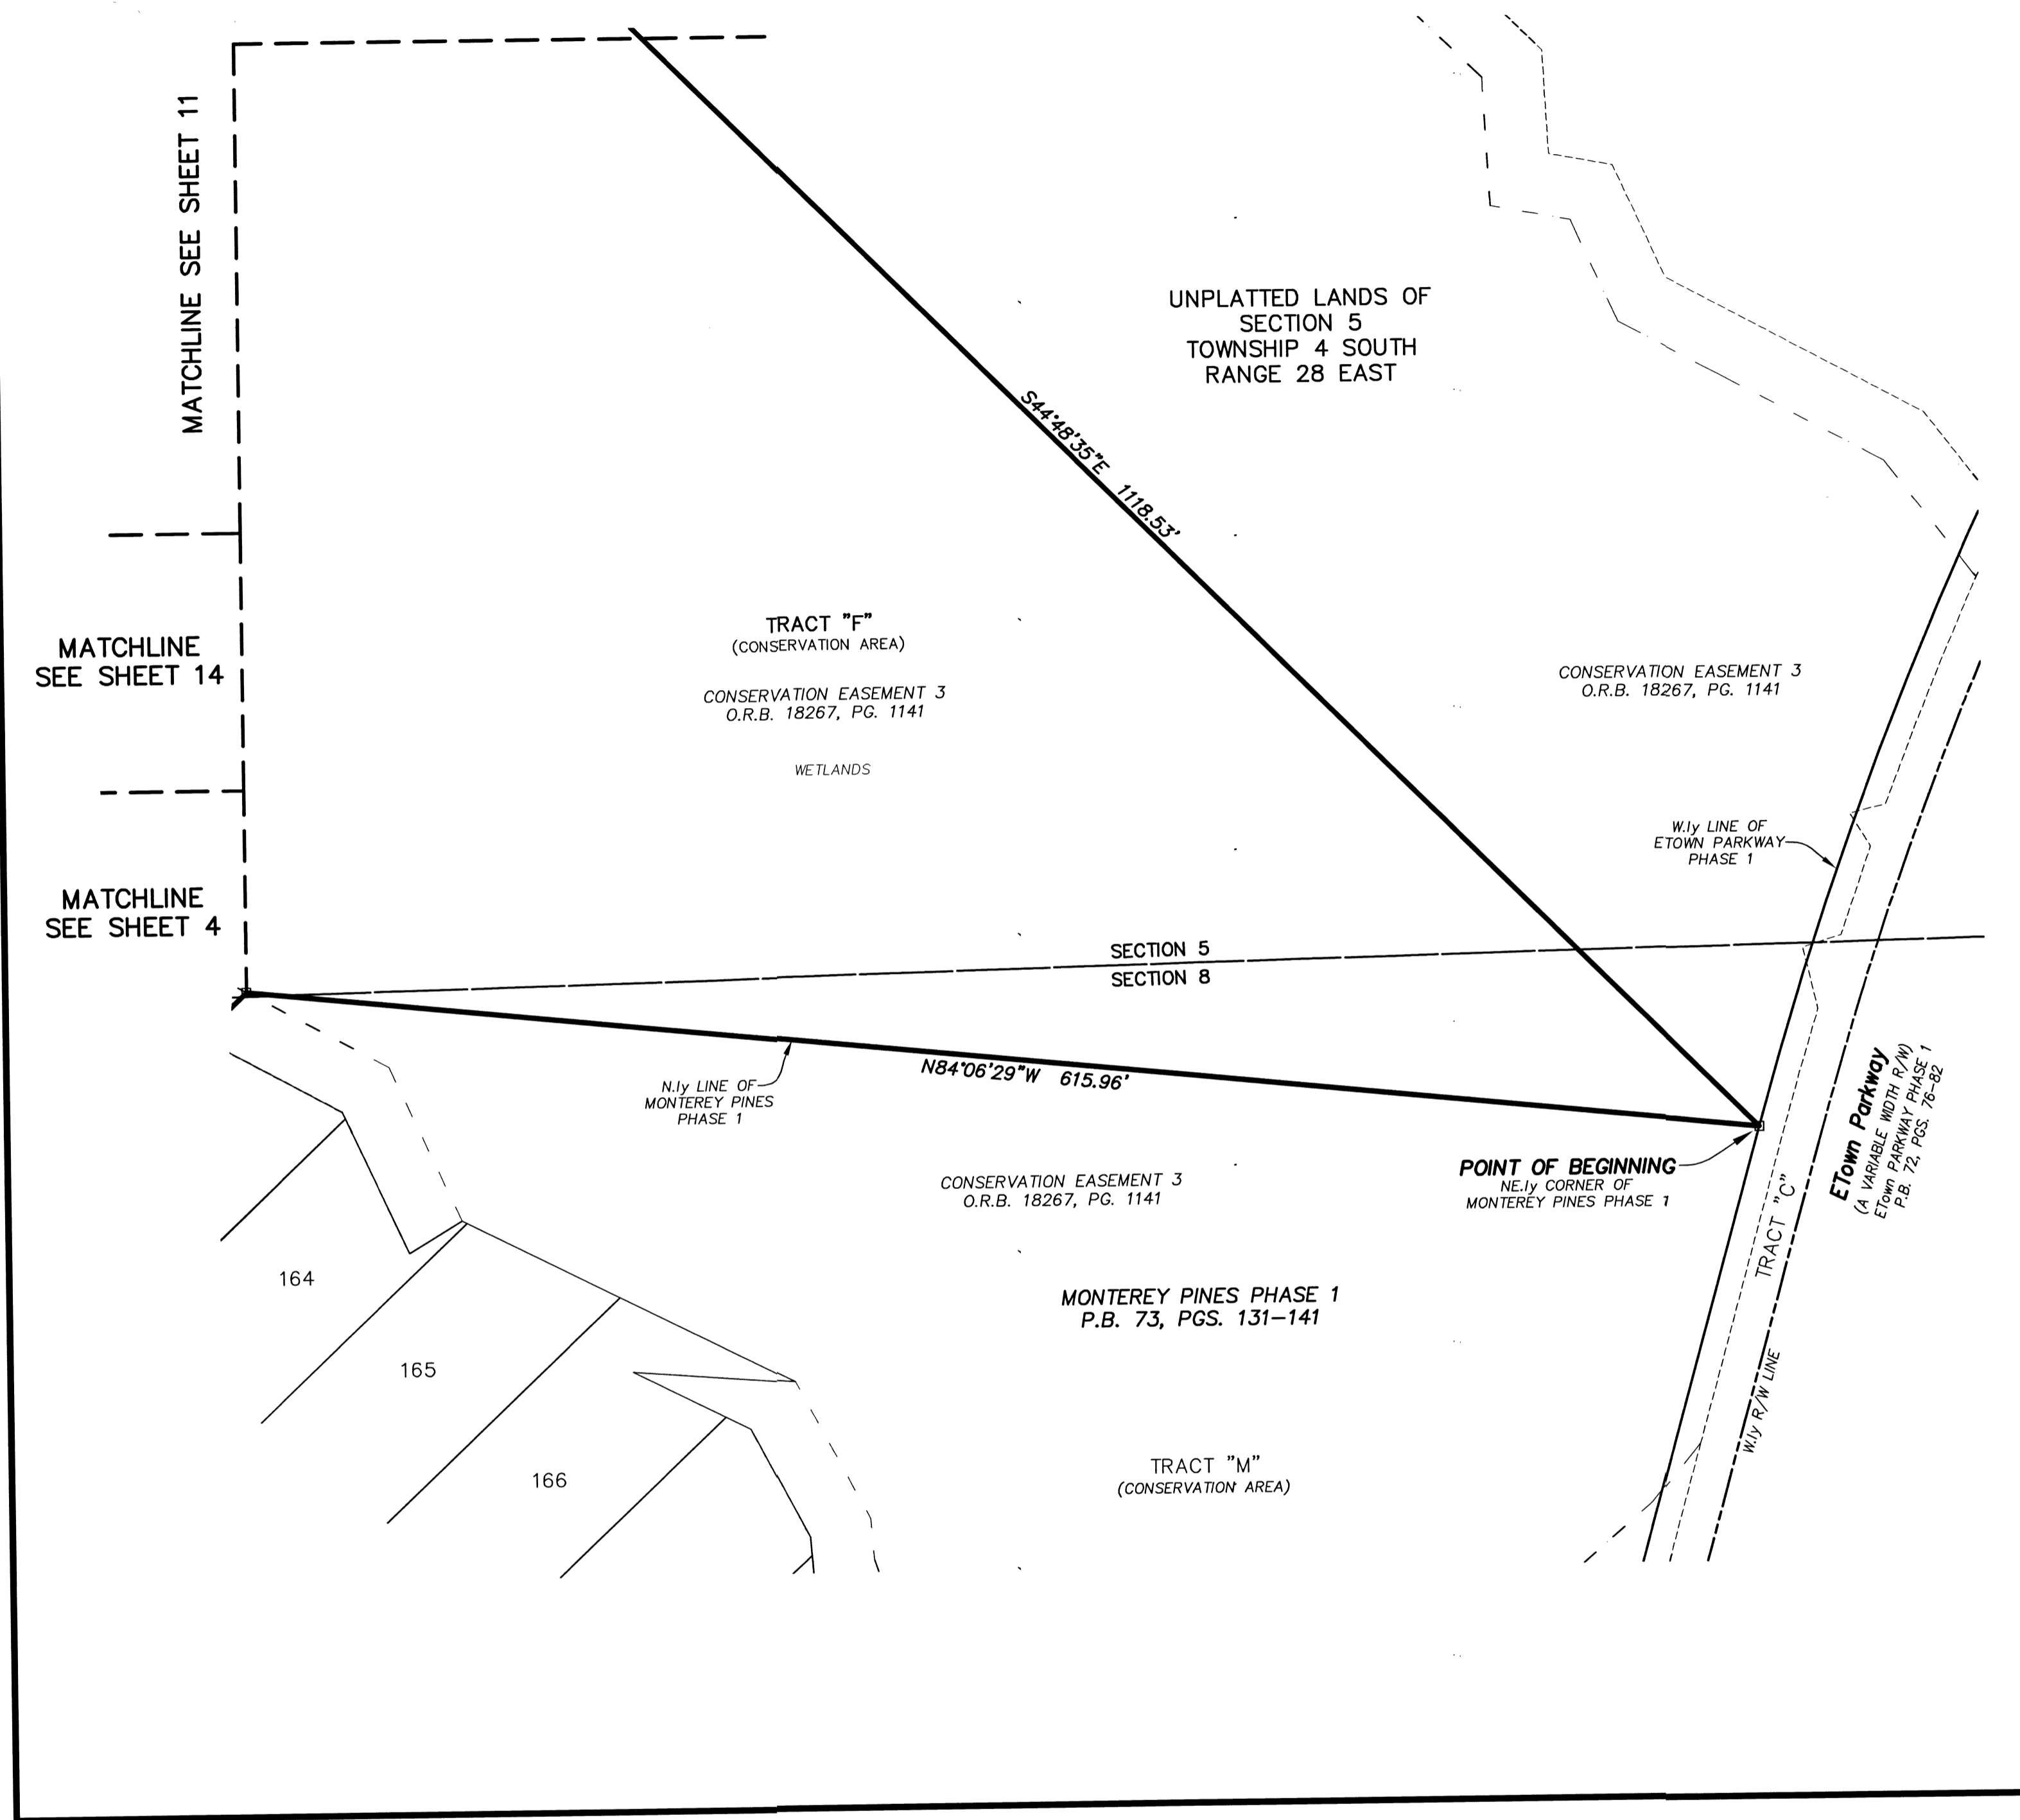 MATCHLINE SEE SHEET 11
UNPLATTED LANDS OF
SECTION 5
TOWNSHIP 4 SOUTH
RANGE 28 EAST
S44°48'35"E 1118.53'
MATCHLINE
SEE SHEET 14
TRACT "F"
(CONSERVATION AREA)
CONSERVATION EASEMENT 3
O.R.B. 18267, PG. 1141
WETLANDS
CONSERVATION EASEMENT 3
O.R.B. 18267, PG. 1141
W.ly LINE OF
ETOWN PARKWAY
PHASE 1
MATCHLINE
SEE SHEET 4
SECTION 5
SECTION 8
N.ly LINE OF
MONTEREY PINES
PHASE 1
N84°06'29"W 615.96'
POINT OF BEGINNING
NE.ly CORNER OF
MONTEREY PINES PHASE 1
ETown Parkway
(A VARIABLE WIDTH R/W)
ETown PARKWAY PHASE 1
P.B. 72, PGS. 76-82
TRACT "C"
W.ly R/W LINE
CONSERVATION EASEMENT 3
O.R.B. 18267, PG. 1141
MONTEREY PINES PHASE 1
P.B. 73, PGS. 131-141
164
165
166
TRACT "M"
(CONSERVATION AREA)